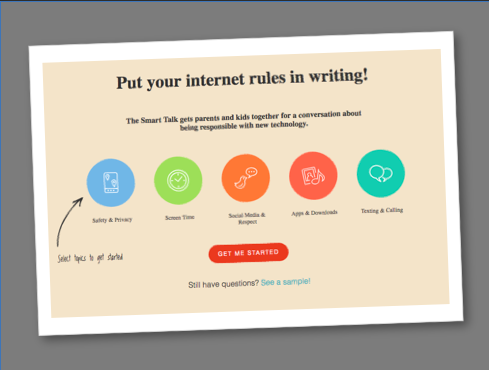 Put your internet rules in writing!
The Smart Talk gets parents and kids together for a conversation about
being responsible with new technology.
Safety & Privacy
Screen Time
Social Media &
Respect
Apps & Downloads
Texting & Calling
Select topics to get started
GET ME STARTED
Still have questions? See a sample!